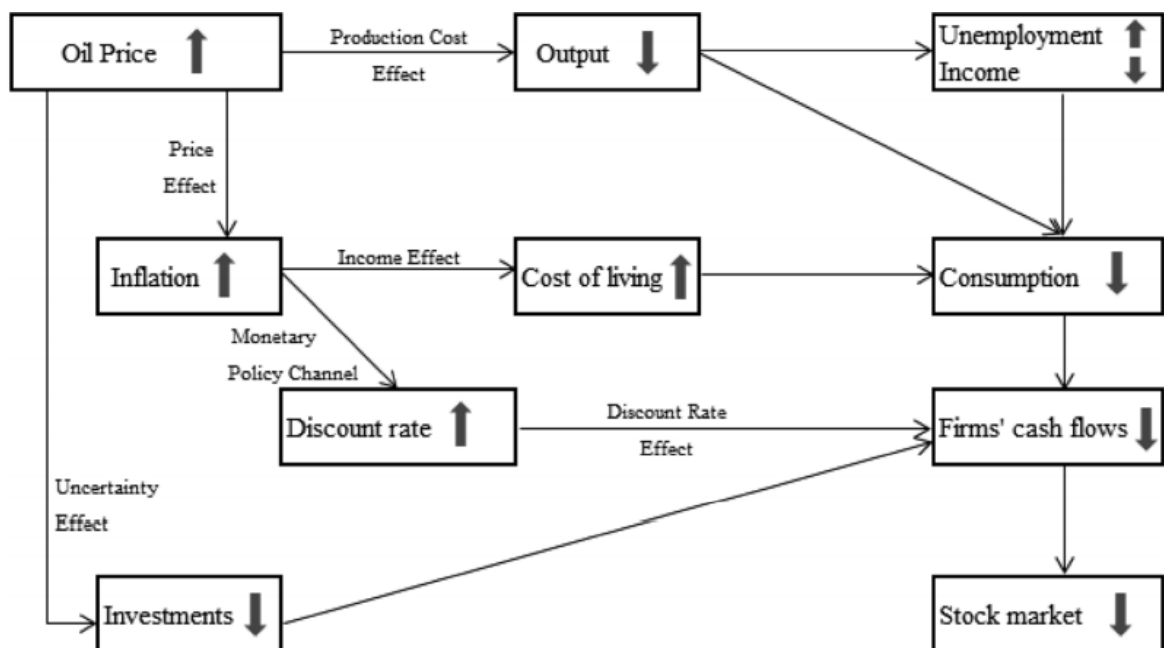 Oil Price
Production Cost
Effect
Output
Unemployment
Income
Price
Effect
Inflation
Income Effect
Cost of living
Consumption
Monetary
Policy Channel
Discount rate
Discount Rate
Effect
Firms' cash flows
Uncertainty
Effect
Investments
Stock market